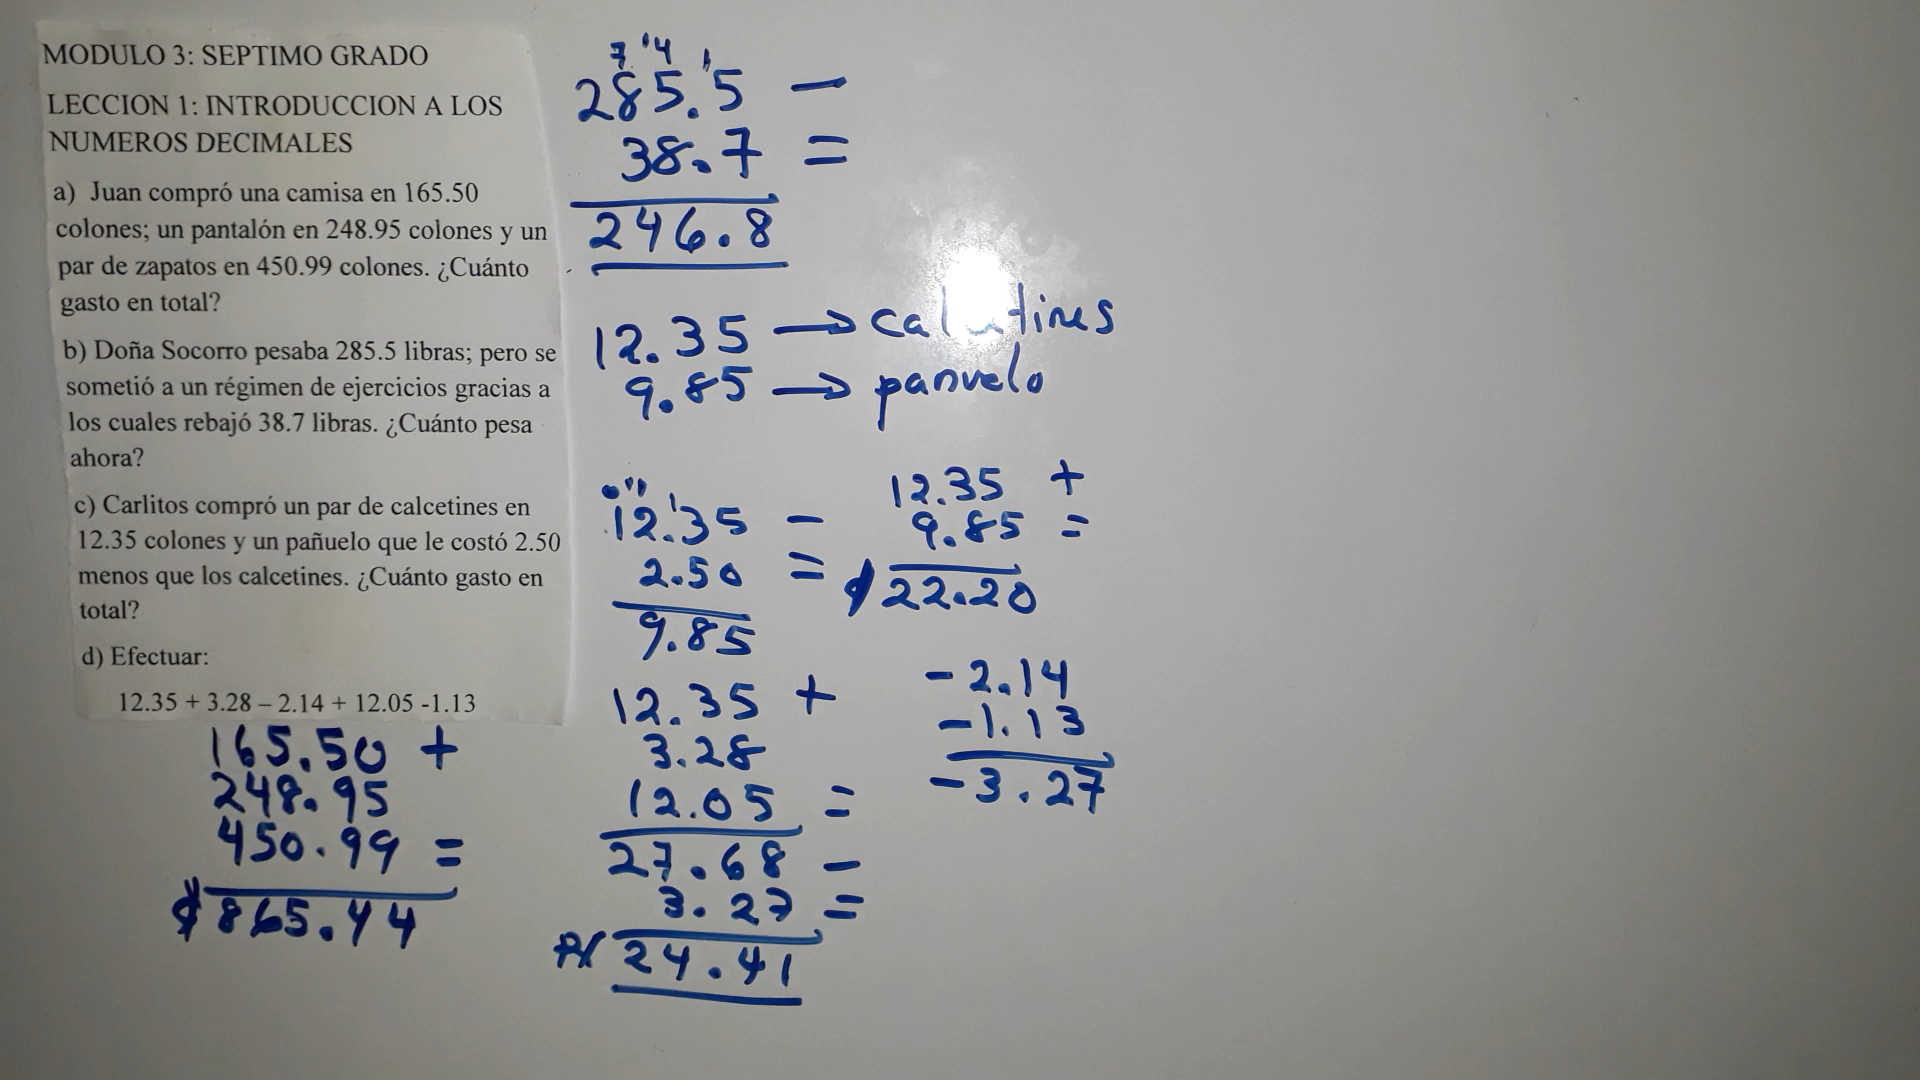 MODULO 3: SEPTIMO GRADO
LECCION 1: INTRODUCCION A LOS
NUMEROS DECIMALES
a) Juan compró una camisa en 165.50
colones; un pantalón en 248.95 colones y un
par de zapatos en 450.99 colones. ¿Cuánto
gasto en total?
b) Doña Socorro pesaba 285.5 libras; pero se
sometió a un régimen de ejercicios gracias a
los cuales rebajó 38.7 libras. ¿Cuánto pesa
ahora?
c) Carlitos compró un par de calcetines en
12.35 colones y un pañuelo que le costó 2.50
menos que los calcetines. ¿Cuánto gasto en
total?
d) Efectuar:
12.35 + 3.28 – 2.14 + 12.05 -1.13
165.50 +
248.95
450.99 =
¢ 865.44
7 14 1
285.5 -
38.7 =
246.8
12.35 → calcetines
9.85 → panuelo
12.35 -
2.50 =
9.85
12.35 +
9.85 =
¢ 22.20
12.35 +
3.28
12.05 =
27.68 -
3.27 =
R/ 24.41
-2.14
-1.13
-3.27